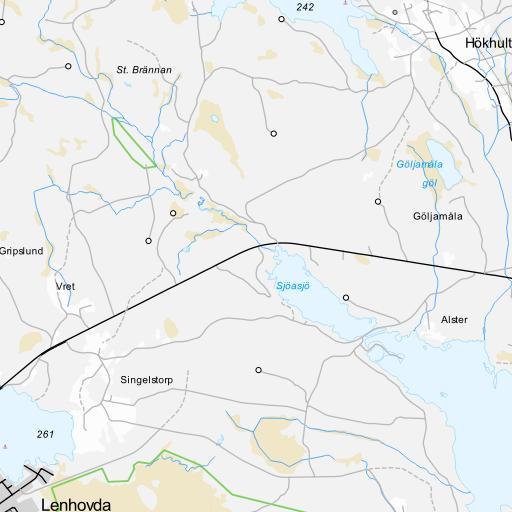 242
Hökhult
St. Brännan
Göljamåla
göl
Göljamåla
Gripslund
Vret
Sjöasjö
Alster
Singelstorp
261
Lenhovda